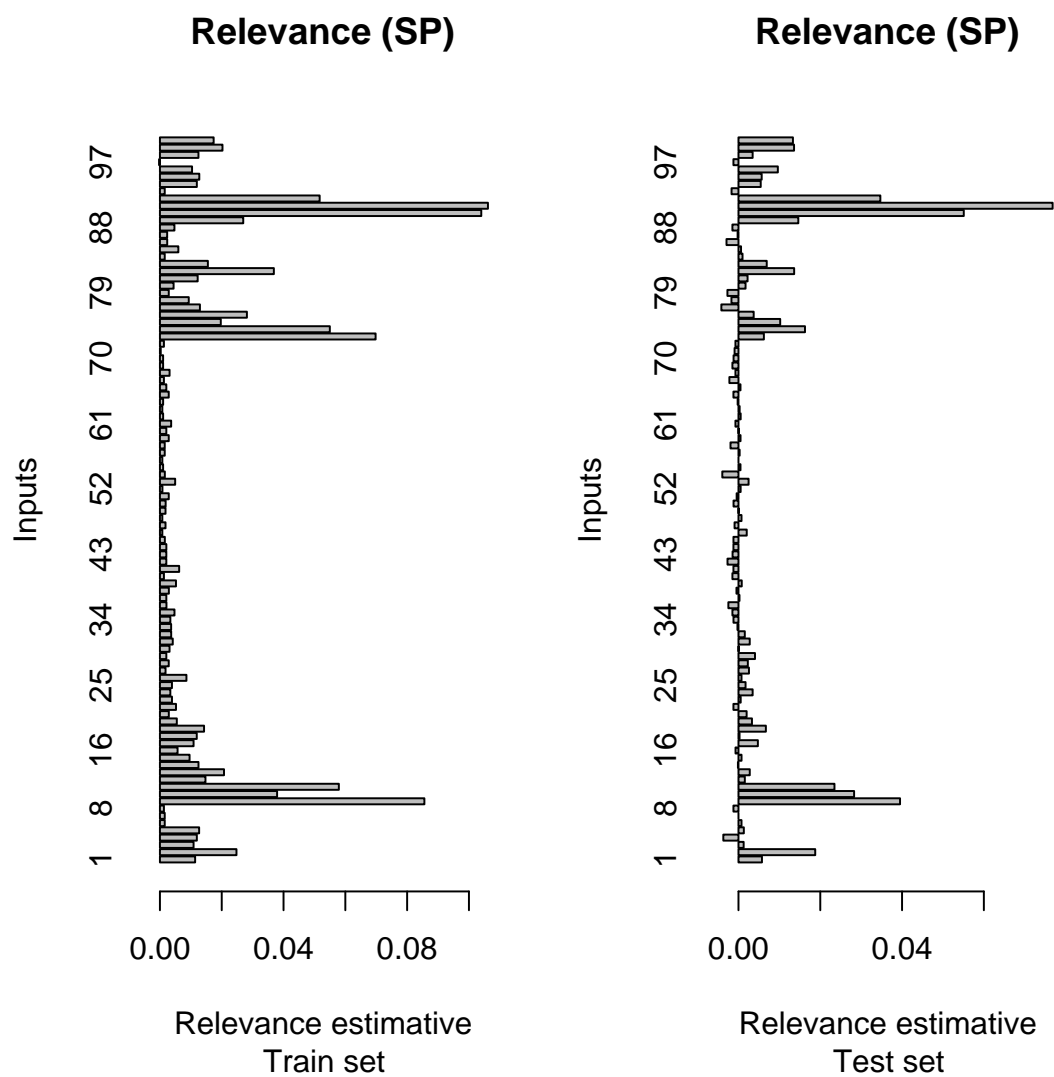 Relevance (SP)
Inputs
97
88
79
70
61
52
43
34
25
16
8
1
0.00 0.04 0.08
Relevance estimative
Train set
Relevance (SP)
Inputs
97
88
79
70
61
52
43
34
25
16
8
1
0.00 0.04
Relevance estimative
Test set